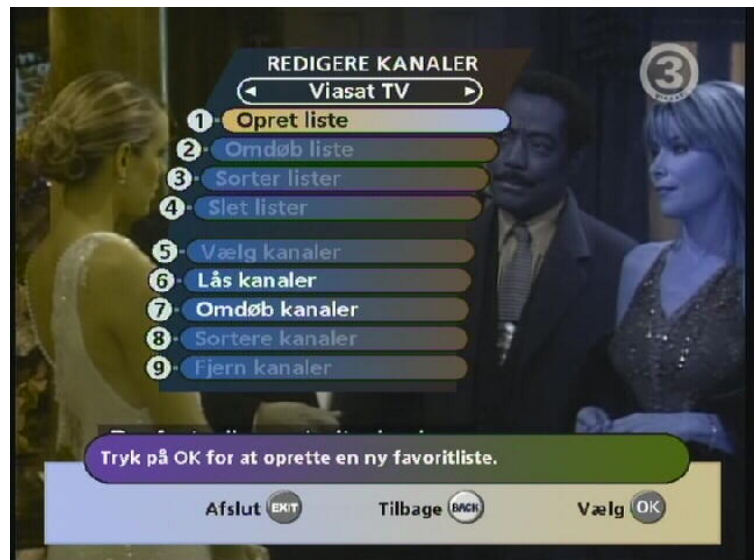 REDIGERE KANALER
Viasat TV
3
VIASAT
1 Opret liste
2 Omdøb liste
3 Sorter lister
4 Slet lister
5 Vælg kanaler
6 Lås kanaler
7 Omdøb kanaler
8 Sortere kanaler
9 Fjern kanaler
Tryk på OK for at oprette en ny favoritliste.
Afslut EXIT Tilbage BACK Vælg OK